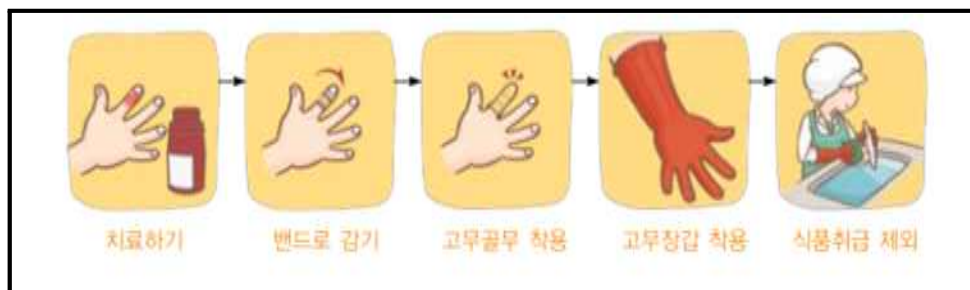 치료하기
밴드로 감기
고무골무 착용
고무장갑 착용
식품취급 제외